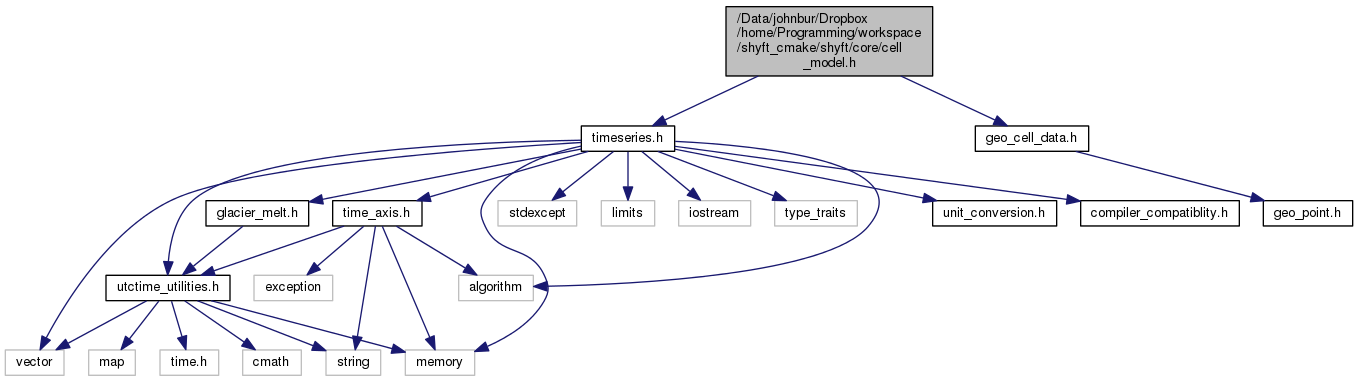 /Data/johnbur/Dropbox
/home/Programming/workspace
/shyft_cmake/shyft/core/cell
_model.h
timeseries.h
geo_cell_data.h
glacier_melt.h
time_axis.h
stdexcept
limits
iostream
type_traits
unit_conversion.h
compiler_compatiblity.h
geo_point.h
utctime_utilities.h
exception
algorithm
vector
map
time.h
cmath
string
memory